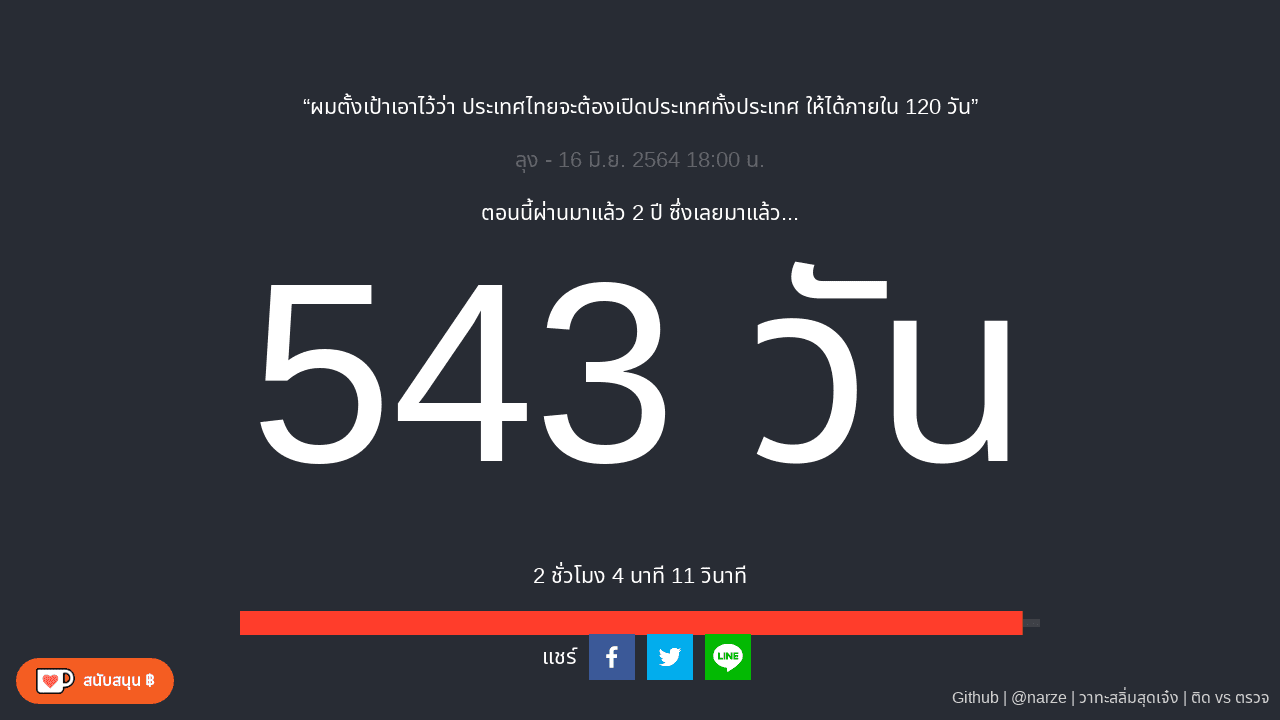 “ผมตั้งเป้าเอาไว้ว่า ประเทศไทยจะต้องเปิดประเทศทั้งประเทศ ให้ได้ภายใน 120 วัน”
ลุง - 16 มิ.ย. 2564 18:00 น.
ตอนนี้ผ่านมาแล้ว 2 ปี ซึ่งเลยมาแล้ว...
543 วัน
2 ชั่วโมง 4 นาที 11 วินาที
แชร์
LINE
สนับสนุน ฿
Github | @narze | วาทะสลิ่มสุดเจ๋ง | ติด vs ตรวจ